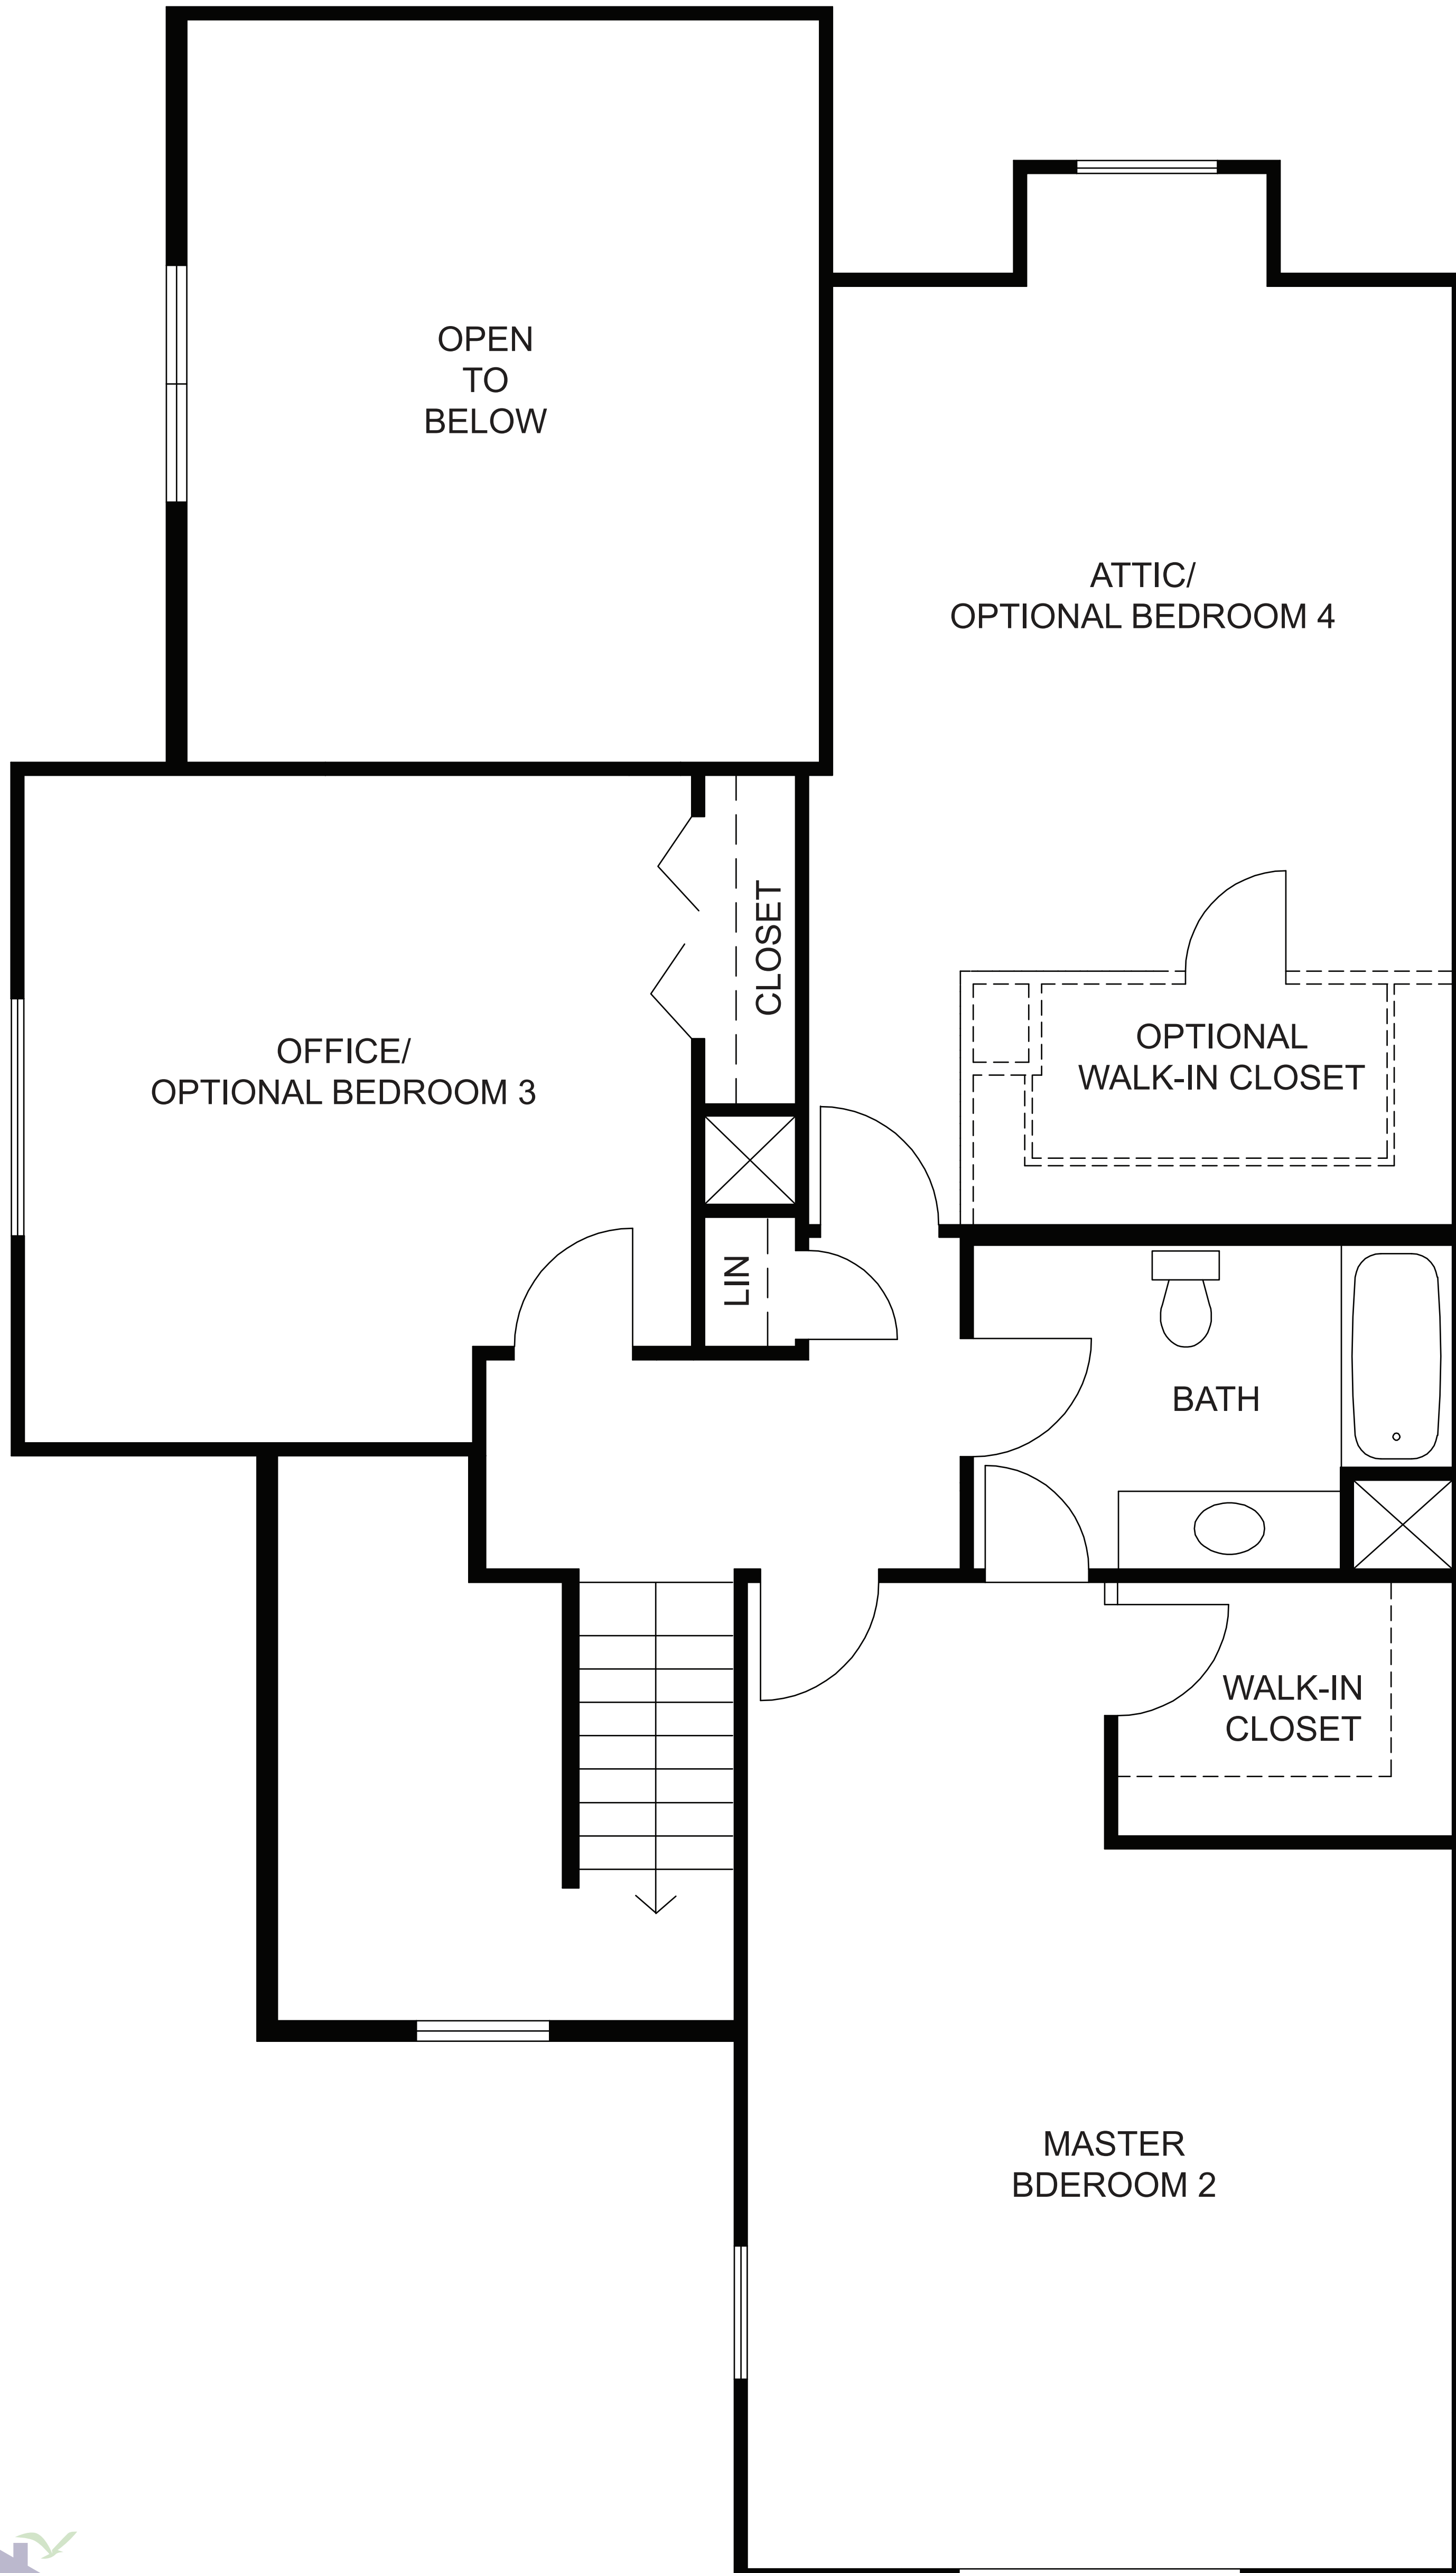 OPEN
TO
BELOW
ATTIC/
OPTIONAL BEDROOM 4
CLOSET
OPTIONAL
WALK-IN CLOSET
OFFICE/
OPTIONAL BEDROOM 3
LIN
BATH
WALK-IN
CLOSET
MASTER
BDEROOM 2